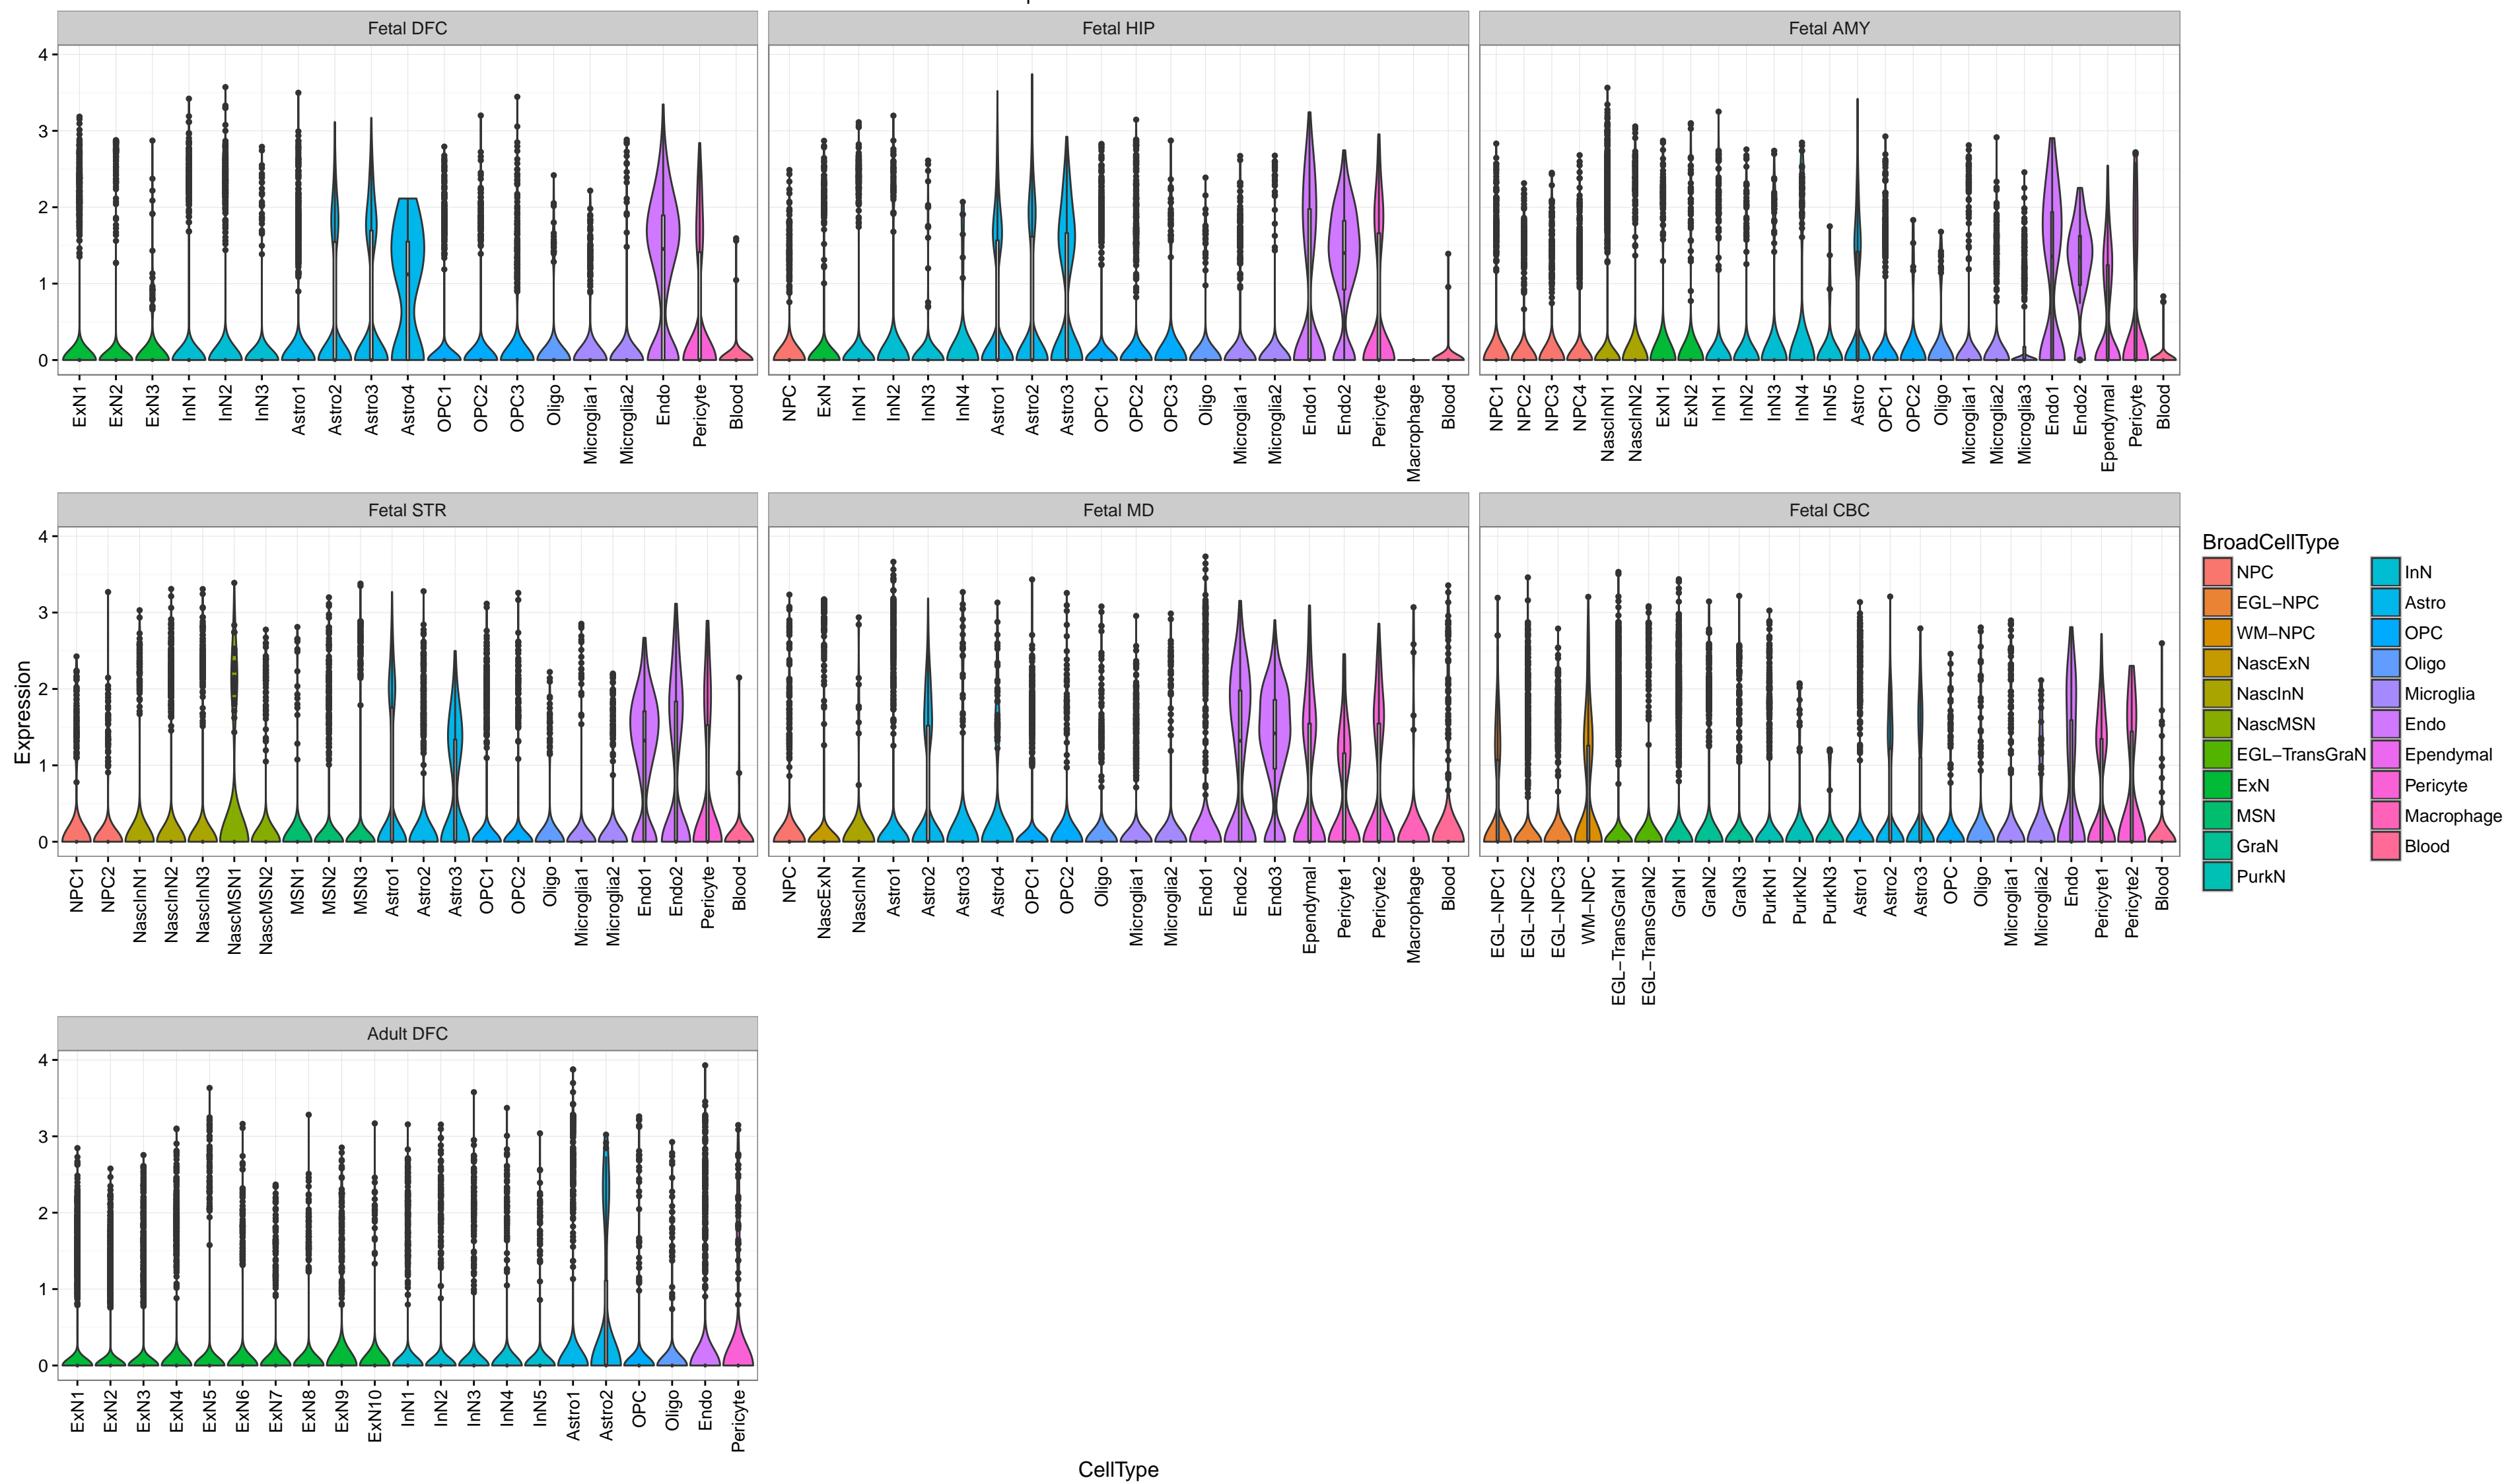 Fetal DFC
Fetal HIP
Fetal AMY
4
3
2
1
0
ExN1
ExN2
ExN3
InN1
InN2
InN3
Astro1
Astro2
Astro3
Astro4
OPC1
OPC2
OPC3
Oligo
Microglia1
Microglia2
Endo
Pericyte
Blood
NPC
ExN
InN1
InN2
InN3
InN4
Astro1
Astro2
Astro3
OPC1
OPC2
OPC3
Oligo
Microglia1
Microglia2
Endo1
Endo2
Pericyte
Macrophage
Blood
NPC1
NPC2
NPC3
NPC4
NascInN1
NascInN2
ExN1
ExN2
InN1
InN2
InN3
InN4
InN5
Astro
OPC1
OPC2
Oligo
Microglia1
Microglia2
Microglia3
Endo1
Endo2
Ependymal
Pericyte
Blood
Fetal STR
Fetal MD
Fetal CBC
Expression
4
3
2
1
0
NPC1
NPC2
NascInN1
NascInN2
NascInN3
NascMSN1
NascMSN2
MSN1
MSN2
MSN3
Astro1
Astro2
Astro3
OPC1
OPC2
Oligo
Microglia1
Microglia2
Endo1
Endo2
Pericyte
Blood
NPC
NascExN
NascInN
Astro1
Astro2
Astro3
Astro4
OPC1
OPC2
Oligo
Microglia1
Microglia2
Endo1
Endo2
Endo3
Ependymal
Pericyte1
Pericyte2
Macrophage
Blood
EGL−NPC1
EGL−NPC2
EGL−NPC3
WM−NPC
EGL−TransGraN1
EGL−TransGraN2
GraN1
GraN2
GraN3
PurkN1
PurkN2
PurkN3
Astro1
Astro2
Astro3
OPC
Oligo
Microglia1
Microglia2
Endo
Pericyte1
Pericyte2
Blood
BroadCellType
NPC
EGL−NPC
WM−NPC
NascExN
NascInN
NascMSN
EGL−TransGraN
ExN
MSN
GraN
PurkN
InN
Astro
OPC
Oligo
Microglia
Endo
Ependymal
Pericyte
Macrophage
Blood
Adult DFC
4
3
2
1
0
ExN1
ExN2
ExN3
ExN4
ExN5
ExN6
ExN7
ExN8
ExN9
ExN10
InN1
InN2
InN3
InN4
InN5
Astro1
Astro2
OPC
Oligo
Endo
Pericyte
CellType